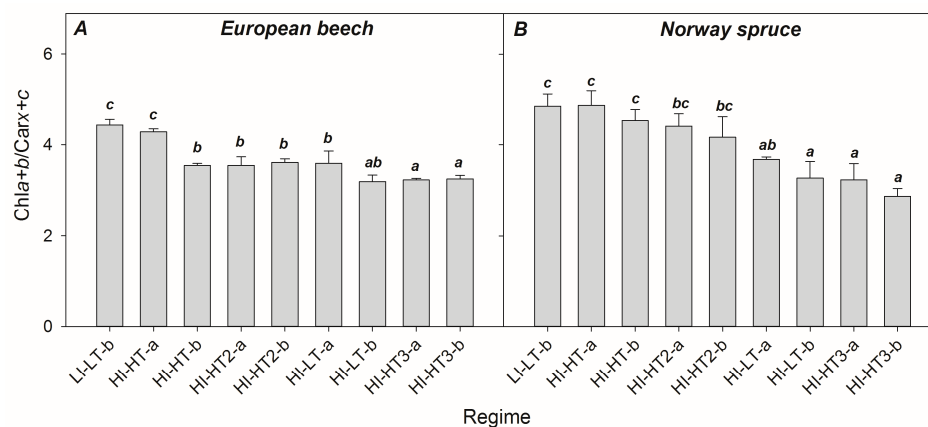 A European beech
B Norway spruce
Chla+b/Carx+c
6
4
2
0
c c b b b b ab a a
c c c bc bc ab a a a
LI-LT-b HI-HT-a HI-HT-b HI-HT2-a HI-HT2-b HI-LT-a HI-LT-b HI-HT3-a HI-HT3-b
LI-LT-b HI-HT-a HI-HT-b HI-HT2-a HI-HT2-b HI-LT-a HI-LT-b HI-HT3-a HI-HT3-b
Regime